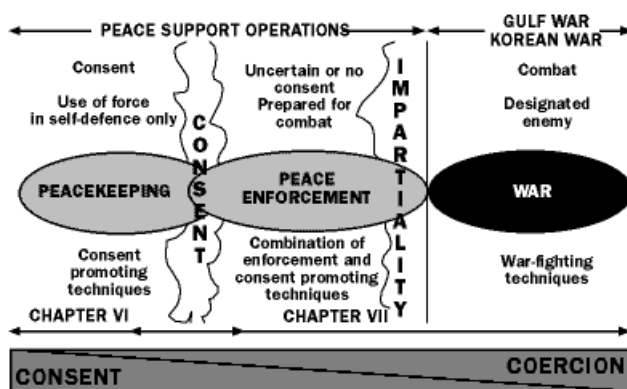 PEACE SUPPORT OPERATIONS
GULF WAR
KOREAN WAR
Consent
Use of force
in self-defence only
CONSENT
Uncertain or no
consent
Prepared for
combat
IMPARTIALITY
Combat
Designated
enemy
PEACEKEEPING
PEACE
ENFORCEMENT
WAR
Consent
promoting
techniques
Combination of
enforcement and
consent promoting
techniques
War-fighting
techniques
CHAPTER VI
CHAPTER VII
CONSENT
COERCION